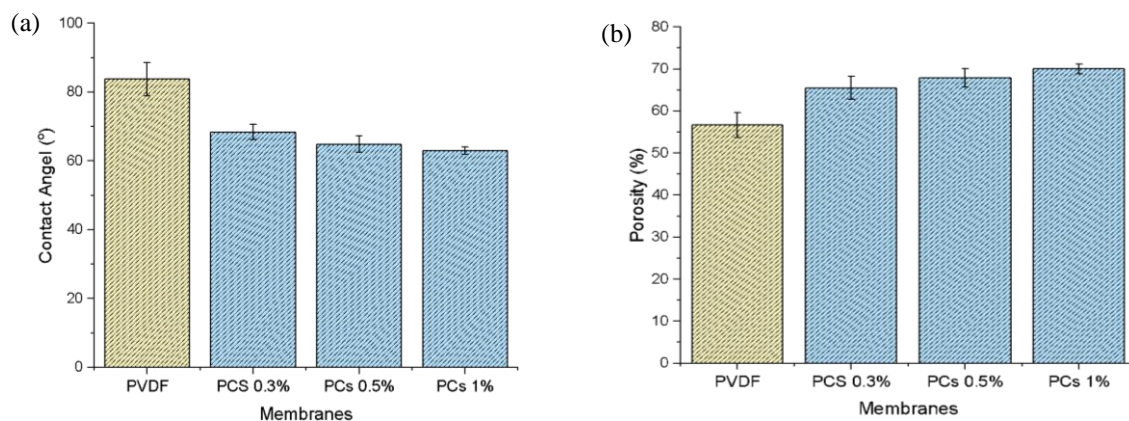 (a)
Contact Angel (°)
100
80
60
40
20
0
PVDF PCS 0.3% PCs 0.5% PCs 1%
Membranes
(b)
Porosity (%)
80
70
60
50
40
30
20
10
0
PVDF PCS 0.3% PCs 0.5% PCs 1%
Membranes